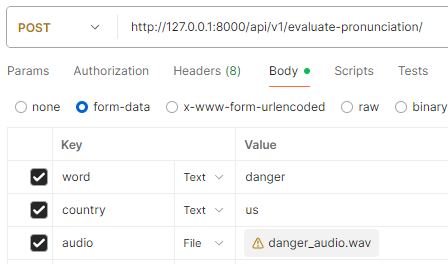 POST http://127.0.0.1:8000/api/v1/evaluate-pronunciation/
Params Authorization Headers (8) Body Scripts Tests
none form-data x-www-form-urlencoded raw binary
Key Value
word Text danger
country Text us
audio File danger_audio.wav